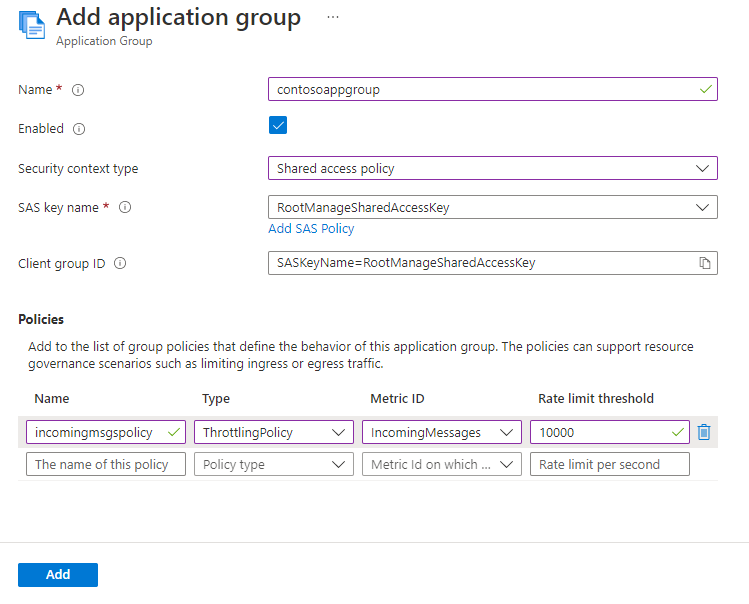 Add application group ...
Application Group
Name *
contosoappgroup
Enabled
Security context type
Shared access policy
SAS key name *
RootManageSharedAccessKey
Add SAS Policy
Client group ID
SASKeyName=RootManageSharedAccessKey
Policies
Add to the list of group policies that define the behavior of this application group. The policies can support resource
governance scenarios such as limiting ingress or egress traffic.
Name Type Metric ID Rate limit threshold
incomingmsgspolicy ThrottlingPolicy IncomingMessages 10000
The name of this policy Policy type Metric Id on which ... Rate limit per second
Add